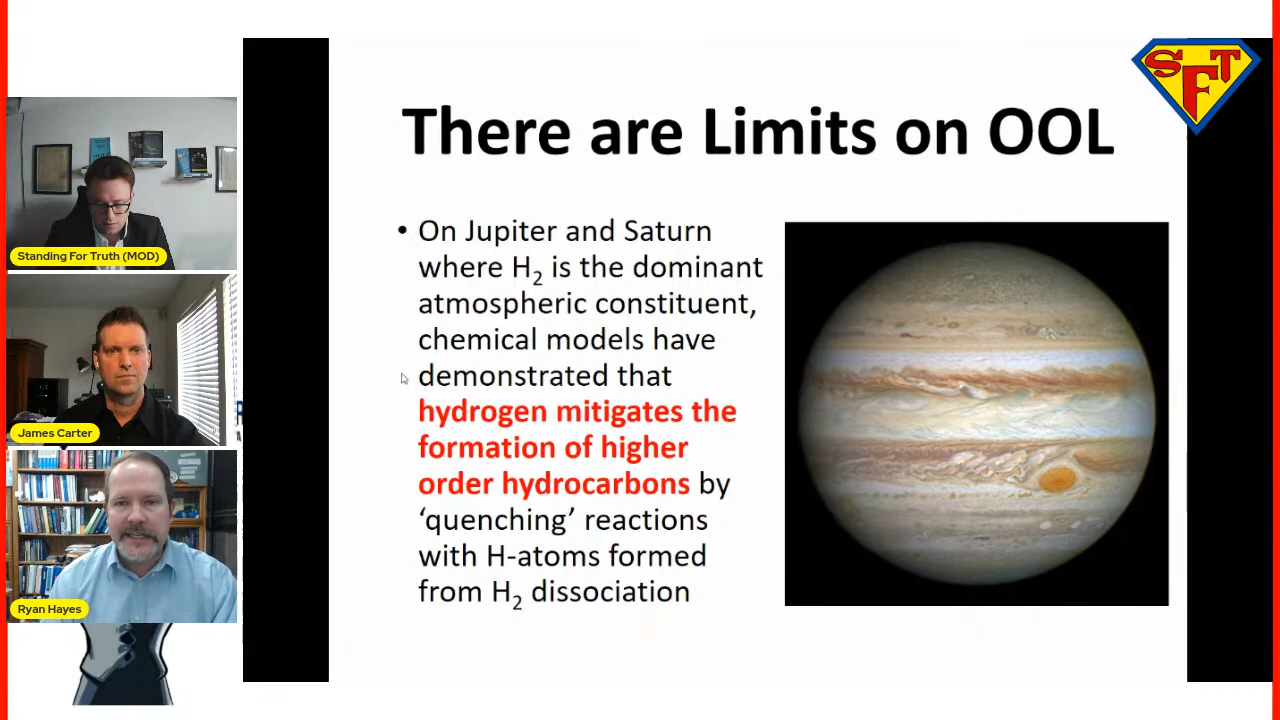 SFT
There are Limits on OOL
• On Jupiter and Saturn
where H₂ is the dominant
atmospheric constituent,
chemical models have
demonstrated that
hydrogen mitigates the
formation of higher
order hydrocarbons by
‘quenching’ reactions
with H-atoms formed
from H₂ dissociation
Standing For Truth (MOD)
James Carter
Ryan Hayes